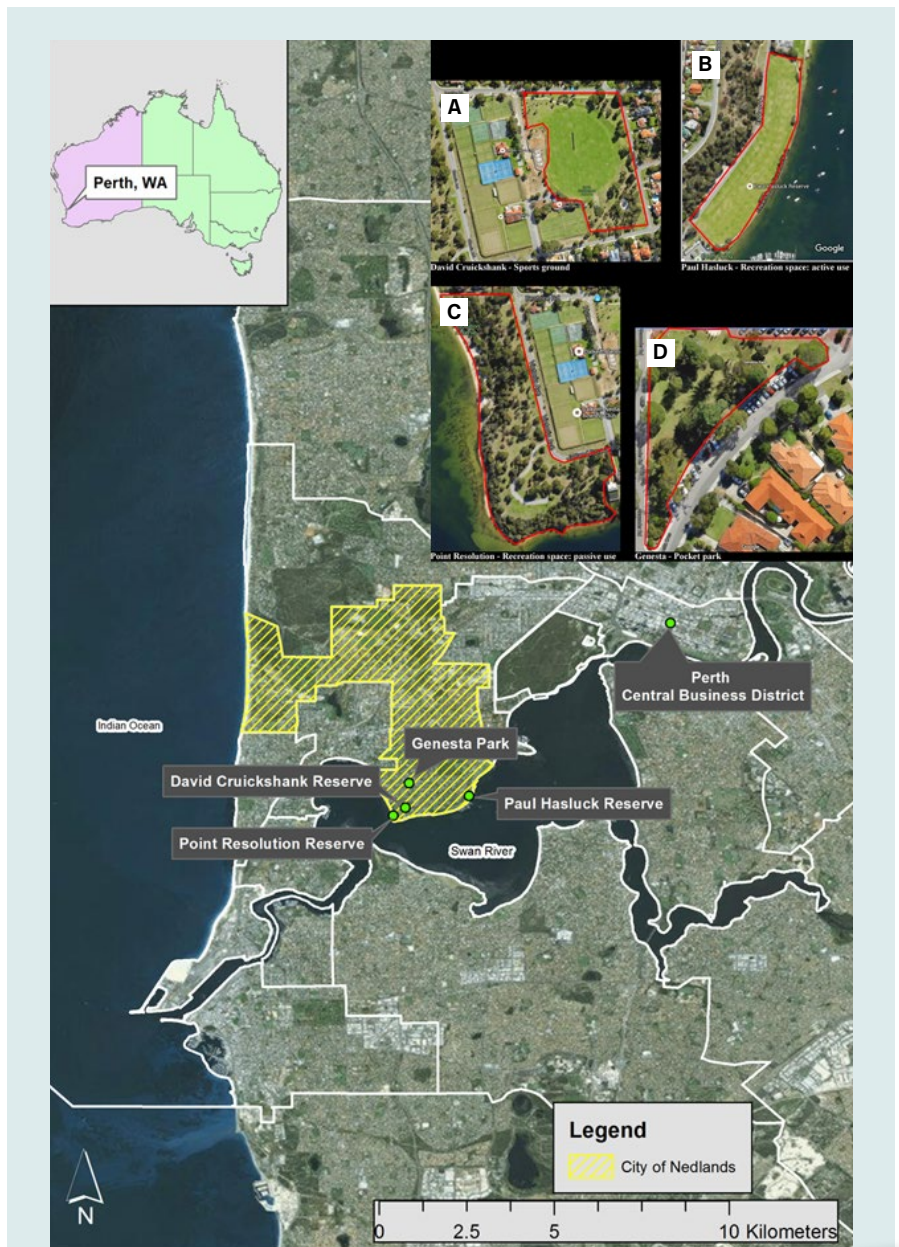 Perth, WA
A
David Cruickshank - Sports ground
B
Google
Paul Hasluck - Recreation space: active use
C
Point Resolution - Recreation space: passive use
D
Genesta - Pocket park
Perth
Central Business District
Indian Ocean
Genesta Park
David Cruickshank Reserve
Paul Hasluck Reserve
Point Resolution Reserve
Swan River
Legend
City of Nedlands
N
0
2.5
5
10 Kilometers